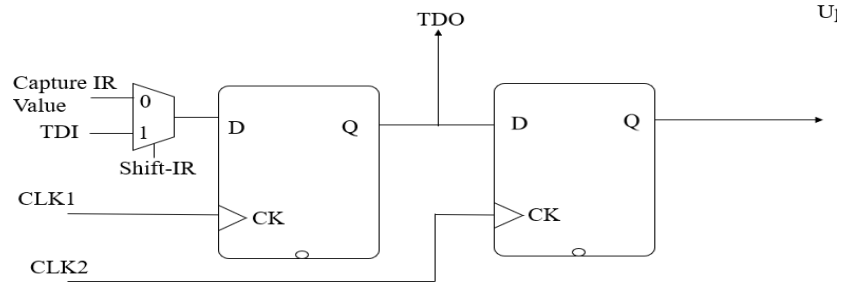 TDO
Capture IR
Value
0
TDI
1
Shift-IR
D
Q
D
Q
CLK1
CK
CK
CLK2